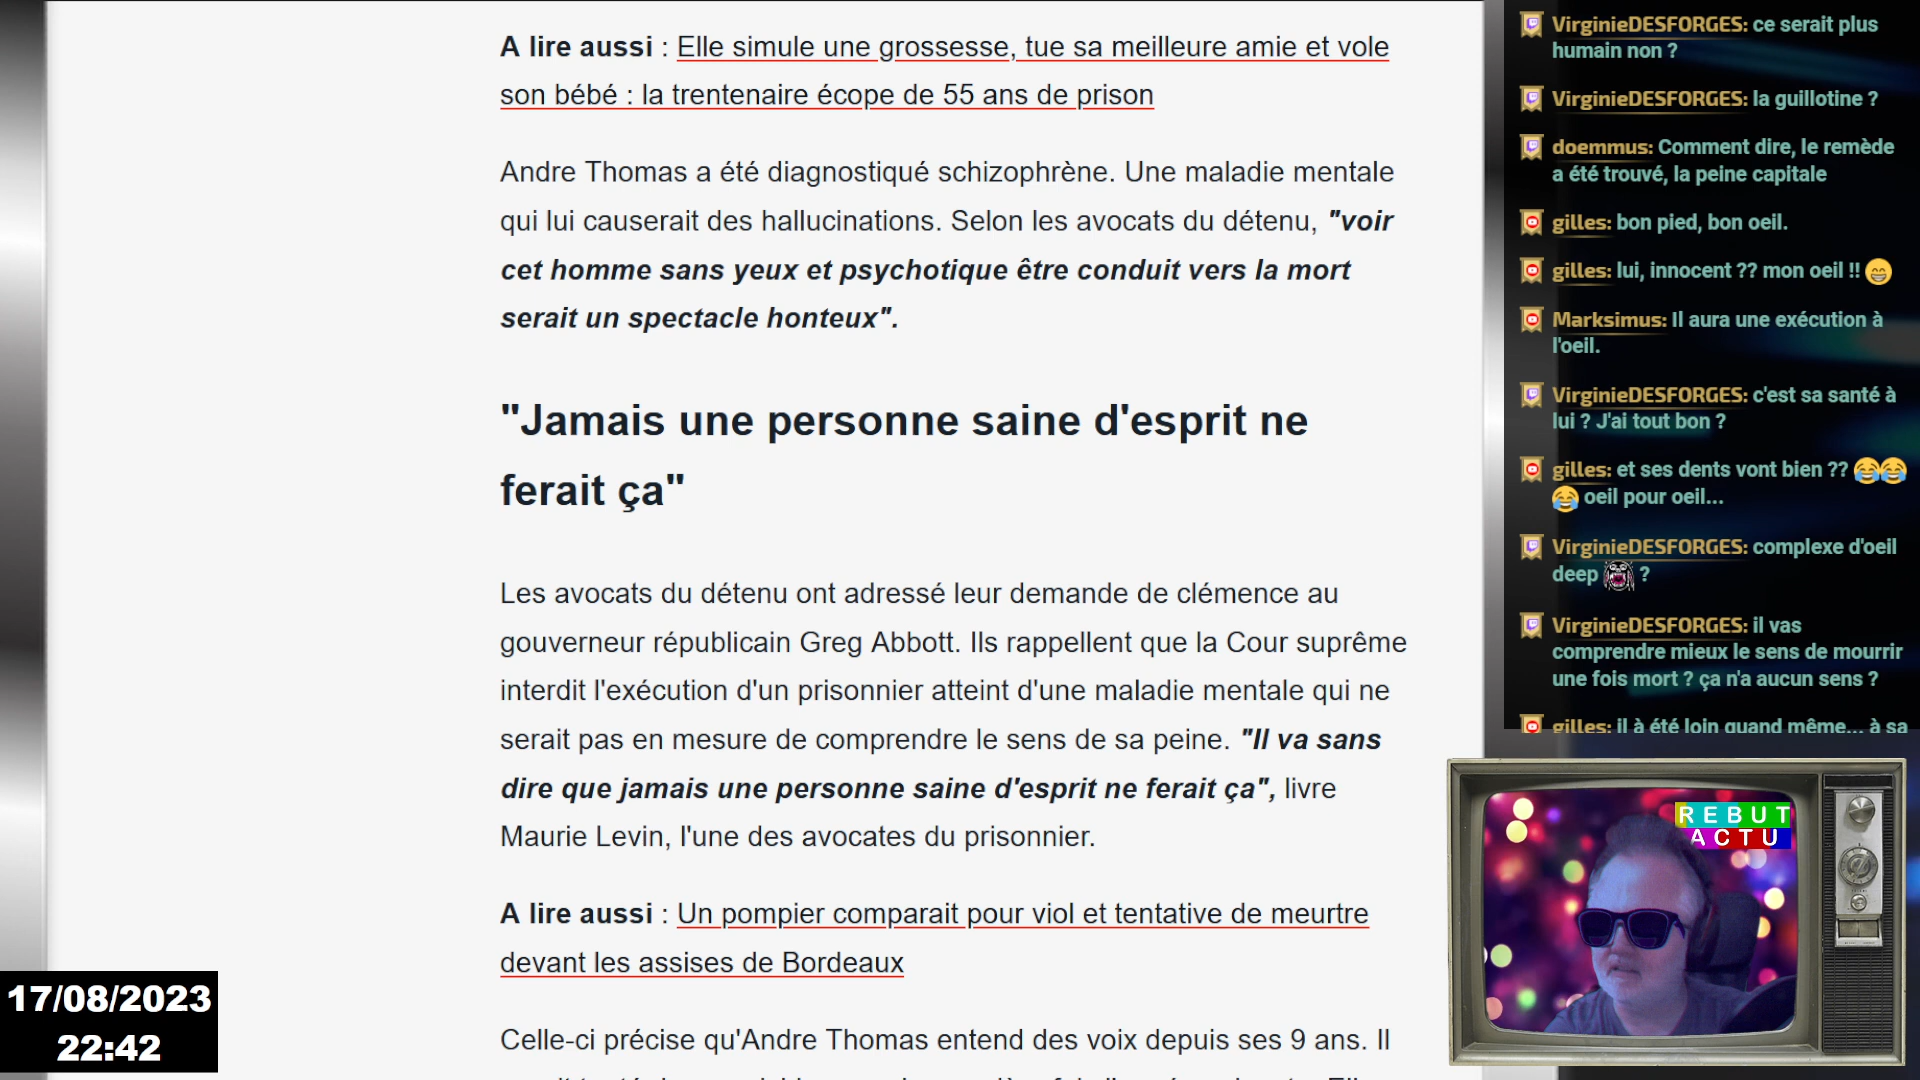 A lire aussi : Elle simule une grossesse, tue sa meilleure amie et vole
son bébé : la trentenaire écope de 55 ans de prison
Andre Thomas a été diagnostiqué schizophrène. Une maladie mentale
qui lui causerait des hallucinations. Selon les avocats du détenu, "voir
cet homme sans yeux et psychotique être conduit vers la mort
serait un spectacle honteux".
"Jamais une personne saine d'esprit ne
ferait ça"
Les avocats du détenu ont adressé leur demande de clémence au
gouverneur républicain Greg Abbott. Ils rappellent que la Cour suprême
interdit l'exécution d'un prisonnier atteint d'une maladie mentale qui ne
serait pas en mesure de comprendre le sens de sa peine. "Il va sans
dire que jamais une personne saine d'esprit ne ferait ça", livre
Maurie Levin, l'une des avocates du prisonnier.
A lire aussi : Un pompier comparait pour viol et tentative de meurtre
devant les assises de Bordeaux
Celle-ci précise qu'Andre Thomas entend des voix depuis ses 9 ans. Il
17/08/2023
22:42
VirginieDESFORGES: ce serait plus
humain non ?
VirginieDESFORGES: la guillotine ?
doemmus: Comment dire, le remède
a été trouvé, la peine capitale
gilles: bon pied, bon oeil.
gilles: lui, innocent ?? mon oeil !! 😁
Marksimus: Il aura une exécution à
l'oeil.
VirginieDESFORGES: c'est sa santé à
lui ? J'ai tout bon ?
gilles: et ses dents vont bien ?? 😂😂
😂 oeil pour oeil...
VirginieDESFORGES: complexe d'oeil
deep ?
VirginieDESFORGES: il vas
comprendre mieux le sens de mourrir
une fois mort ? ça n'a aucun sens ?
gilles: il à été loin quand même... à sa
REBUT
ACTU